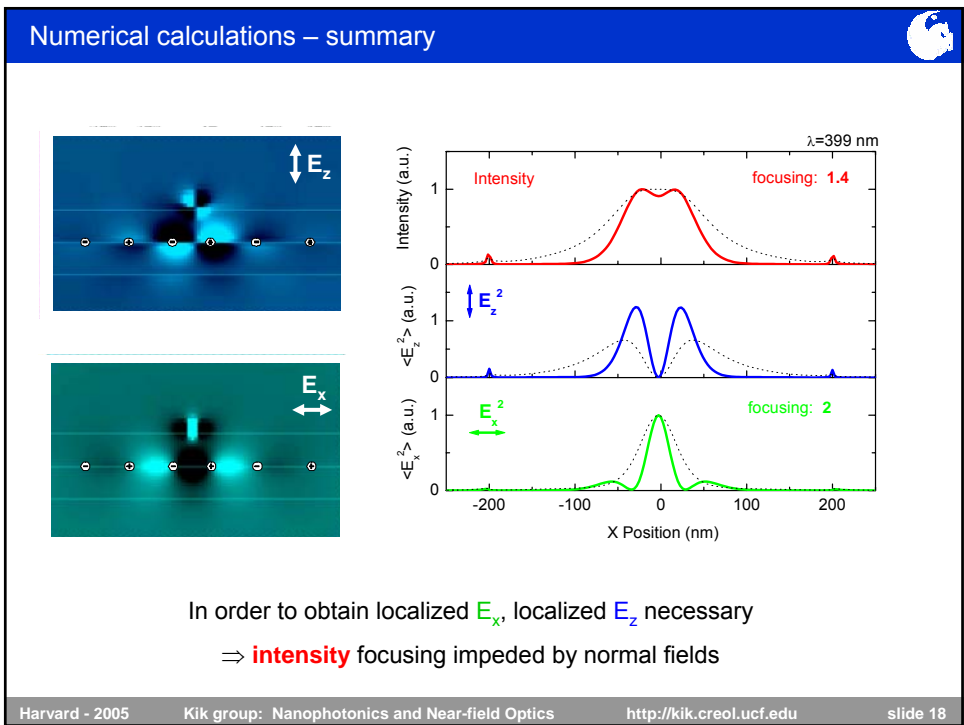 Numerical calculations – summary
E_z
E_x
λ=399 nm
Intensity
focusing: 1.4
Intensity (a.u.)
1
0
E_z^2
<E_z^2> (a.u.)
1
0
E_x^2
focusing: 2
<E_x^2> (a.u.)
1
0
-200 -100 0 100 200
X Position (nm)
In order to obtain localized E_x, localized E_z necessary
⇒ intensity focusing impeded by normal fields
Harvard - 2005 Kik group: Nanophotonics and Near-field Optics http://kik.creol.ucf.edu slide 18